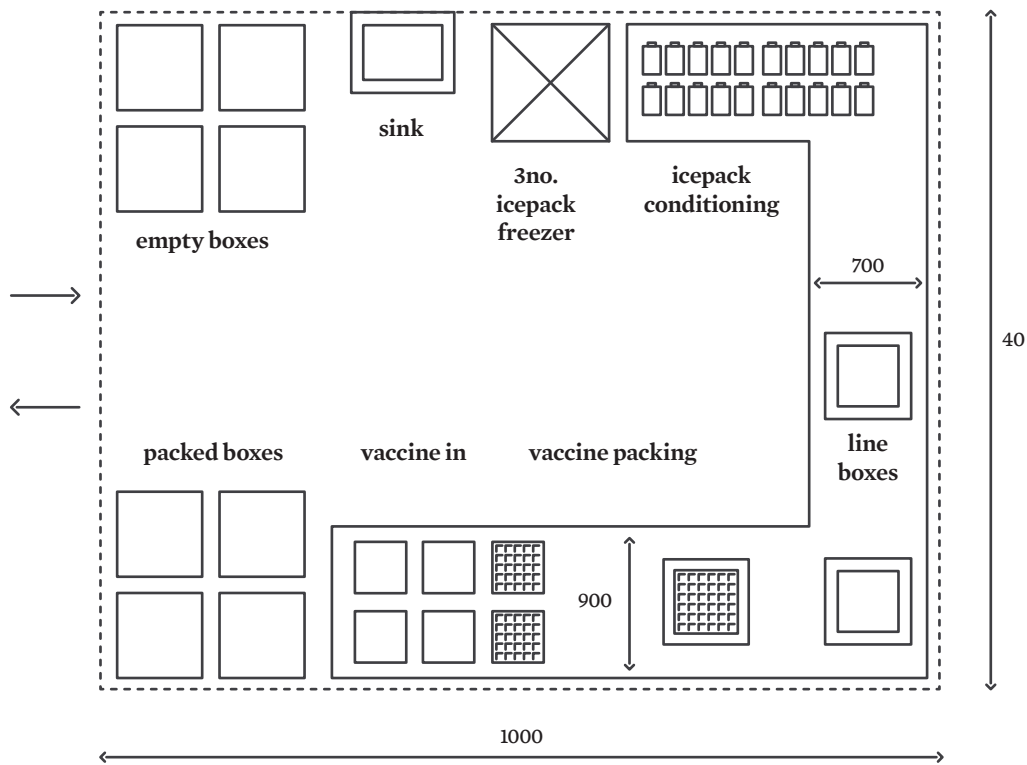 sink
3no.
icepack
freezer
icepack
conditioning
empty boxes
700
40
packed boxes
vaccine in
vaccine packing
line
boxes
900
1000